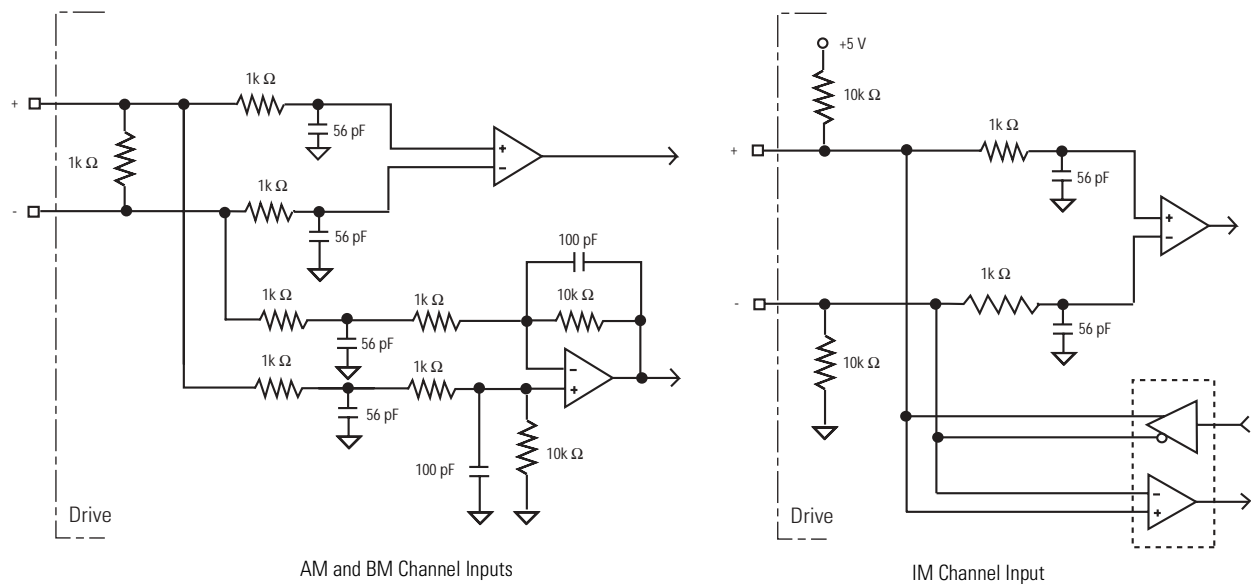 +5 V
10k Ω
1k Ω
+
56 pF
1k Ω
+
-
1k Ω
-
56 pF
100 pF
1k Ω
1k Ω
10k Ω
56 pF
-
+
1k Ω
1k Ω
56 pF
100 pF
10k Ω
Drive
AM and BM Channel Inputs
+
1k Ω
56 pF
+
-
1k Ω
-
56 pF
10k Ω
-
+
Drive
IM Channel Input